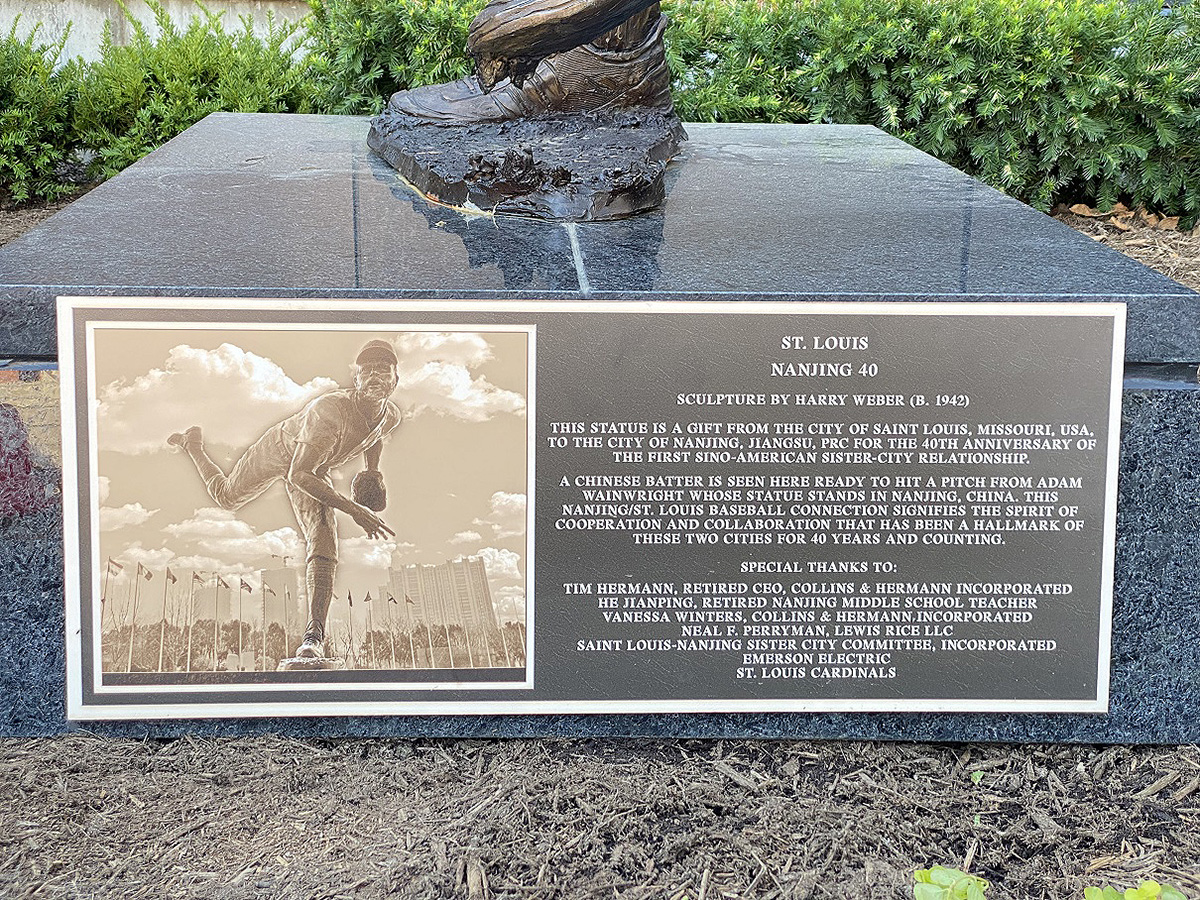 ST. LOUIS
NANJING 40
SCULPTURE BY HARRY WEBER (B. 1942)
THIS STATUE IS A GIFT FROM THE CITY OF SAINT LOUIS, MISSOURI, USA,
TO THE CITY OF NANJING, JIANGSU, PRC FOR THE 40TH ANNIVERSARY OF
THE FIRST SINO-AMERICAN SISTER-CITY RELATIONSHIP.
A CHINESE BATTER IS SEEN HERE READY TO HIT A PITCH FROM ADAM
WAINWRIGHT WHOSE STATUE STANDS IN NANJING, CHINA. THIS
NANJING/ST. LOUIS BASEBALL CONNECTION SIGNIFIES THE SPIRIT OF
COOPERATION AND COLLABORATION THAT HAS BEEN A HALLMARK OF
THESE TWO CITIES FOR 40 YEARS AND COUNTING.
SPECIAL THANKS TO:
TIM HERMANN, RETIRED CEO, COLLINS & HERMANN INCORPORATED
HE JIANPING, RETIRED NANJING MIDDLE SCHOOL TEACHER
VANESSA WINTERS, COLLINS & HERMANN,INCORPORATED
NEAL F. PERRYMAN, LEWIS RICE LLC
SAINT LOUIS-NANJING SISTER CITY COMMITTEE, INCORPORATED
EMERSON ELECTRIC
ST. LOUIS CARDINALS